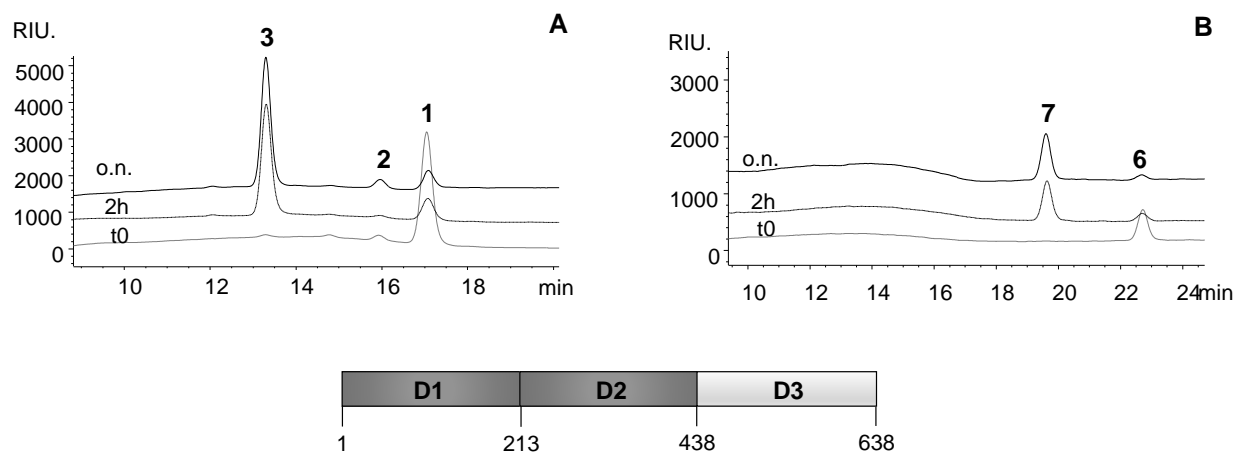 A
RIU.
3
1
2
5000
4000
3000
2000
1000
0
o.n.
2h
t0
10 12 14 16 18 min
B
RIU.
7
6
3000
2000
1000
0
o.n.
2h
t0
10 12 14 16 18 20 22 24min
D1 D2 D3
1 213 438 638